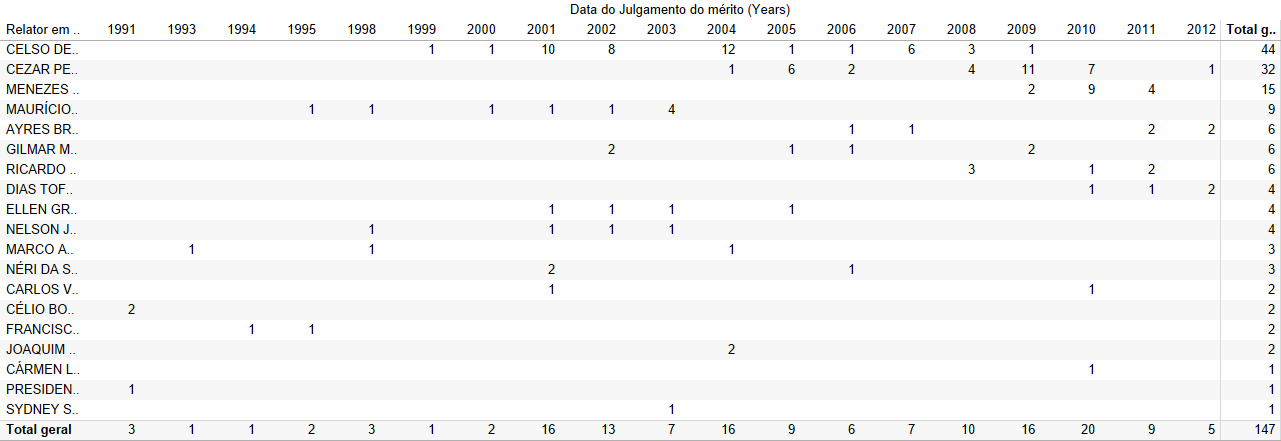 Data do Julgamento do mérito (Years)
Relator em .. 1991 1993 1994 1995 1998 1999 2000 2001 2002 2003 2004 2005 2006 2007 2008 2009 2010 2011 2012 Total g..
CELSO DE.. 1 1 10 8 12 1 1 6 3 1 44
CEZAR PE.. 1 6 2 4 11 7 1 32
MENEZES .. 2 9 4 15
MAURÍCIO.. 1 1 1 1 1 4 9
AYRES BR.. 1 1 2 2 6
GILMAR M.. 2 1 1 2 6
RICARDO .. 3 1 2 6
DIAS TOF.. 1 1 2 4
ELLEN GR.. 1 1 1 1 4
NELSON J.. 1 1 1 1 4
MARCO A.. 1 1 1 3
NÉRI DA S.. 2 1 3
CARLOS V.. 1 1 2
CÉLIO BO.. 2 2
FRANCISC.. 1 1 2
JOAQUIM .. 2 2
CÁRMEN L.. 1 1
PRESIDEN.. 1 1
SYDNEY S.. 1 1
Total geral 3 1 1 2 3 1 2 16 13 7 16 9 6 7 10 16 20 9 5 147